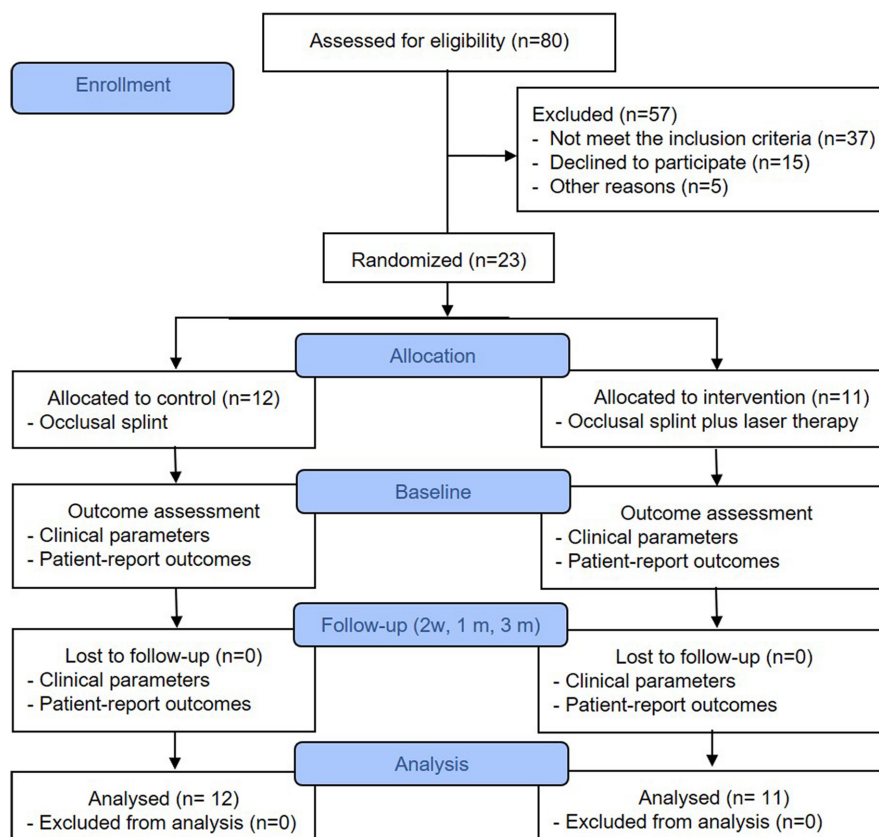 Assessed for eligibility (n=80)
Enrollment
Excluded (n=57)
- Not meet the inclusion criteria (n=37)
- Declined to participate (n=15)
- Other reasons (n=5)
Randomized (n=23)
Allocation
Allocated to control (n=12)
- Occlusal splint
Allocated to intervention (n=11)
- Occlusal splint plus laser therapy
Baseline
Outcome assessment
- Clinical parameters
- Patient-report outcomes
Outcome assessment
- Clinical parameters
- Patient-report outcomes
Follow-up (2w, 1 m, 3 m)
Lost to follow-up (n=0)
- Clinical parameters
- Patient-report outcomes
Lost to follow-up (n=0)
- Clinical parameters
- Patient-report outcomes
Analysis
Analysed (n= 12)
- Excluded from analysis (n=0)
Analysed (n= 11)
- Excluded from analysis (n=0)